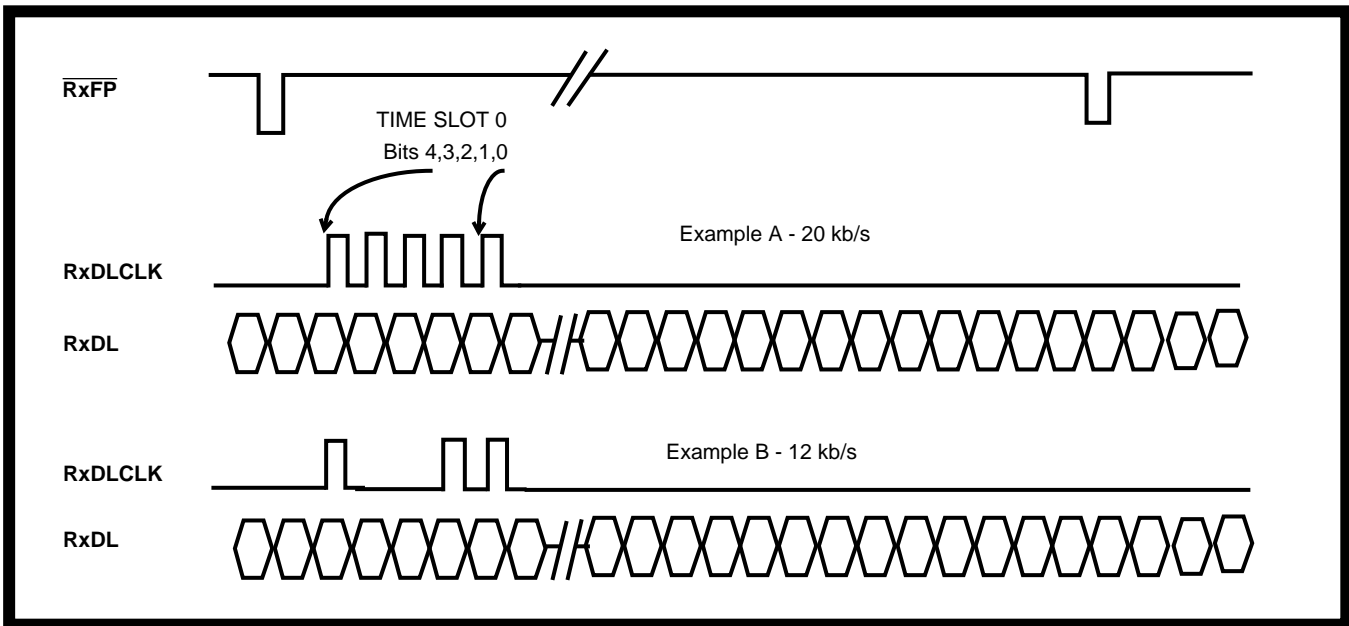 RxFP
TIME SLOT 0
Bits 4,3,2,1,0
Example A - 20 kb/s
RxDLCLK
RxDL
Example B - 12 kb/s
RxDLCLK
RxDL